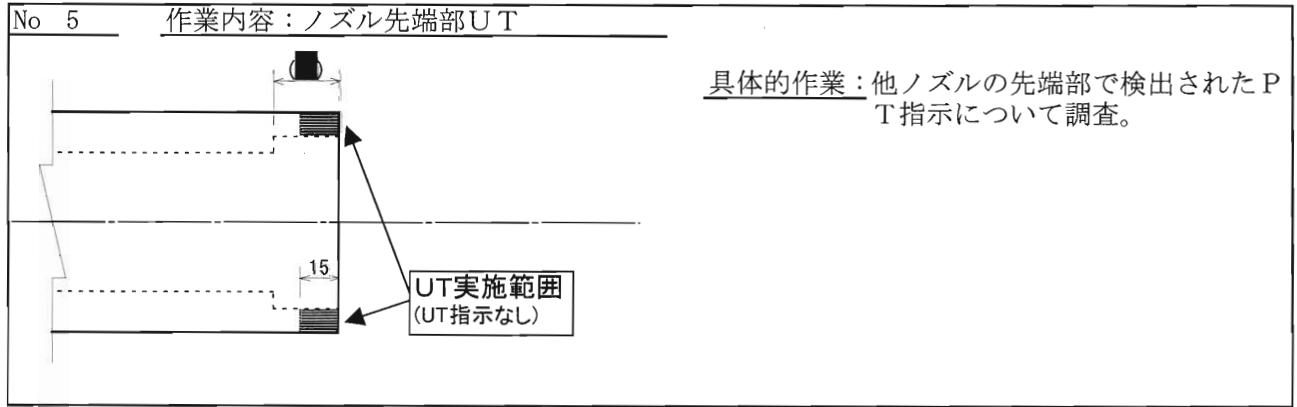 No 5 作業内容：ノズル先端部ＵＴ
具体的作業：他ノズルの先端部で検出されたＰ
Ｔ指示について調査。
15
UT実施範囲
(UT指示なし)